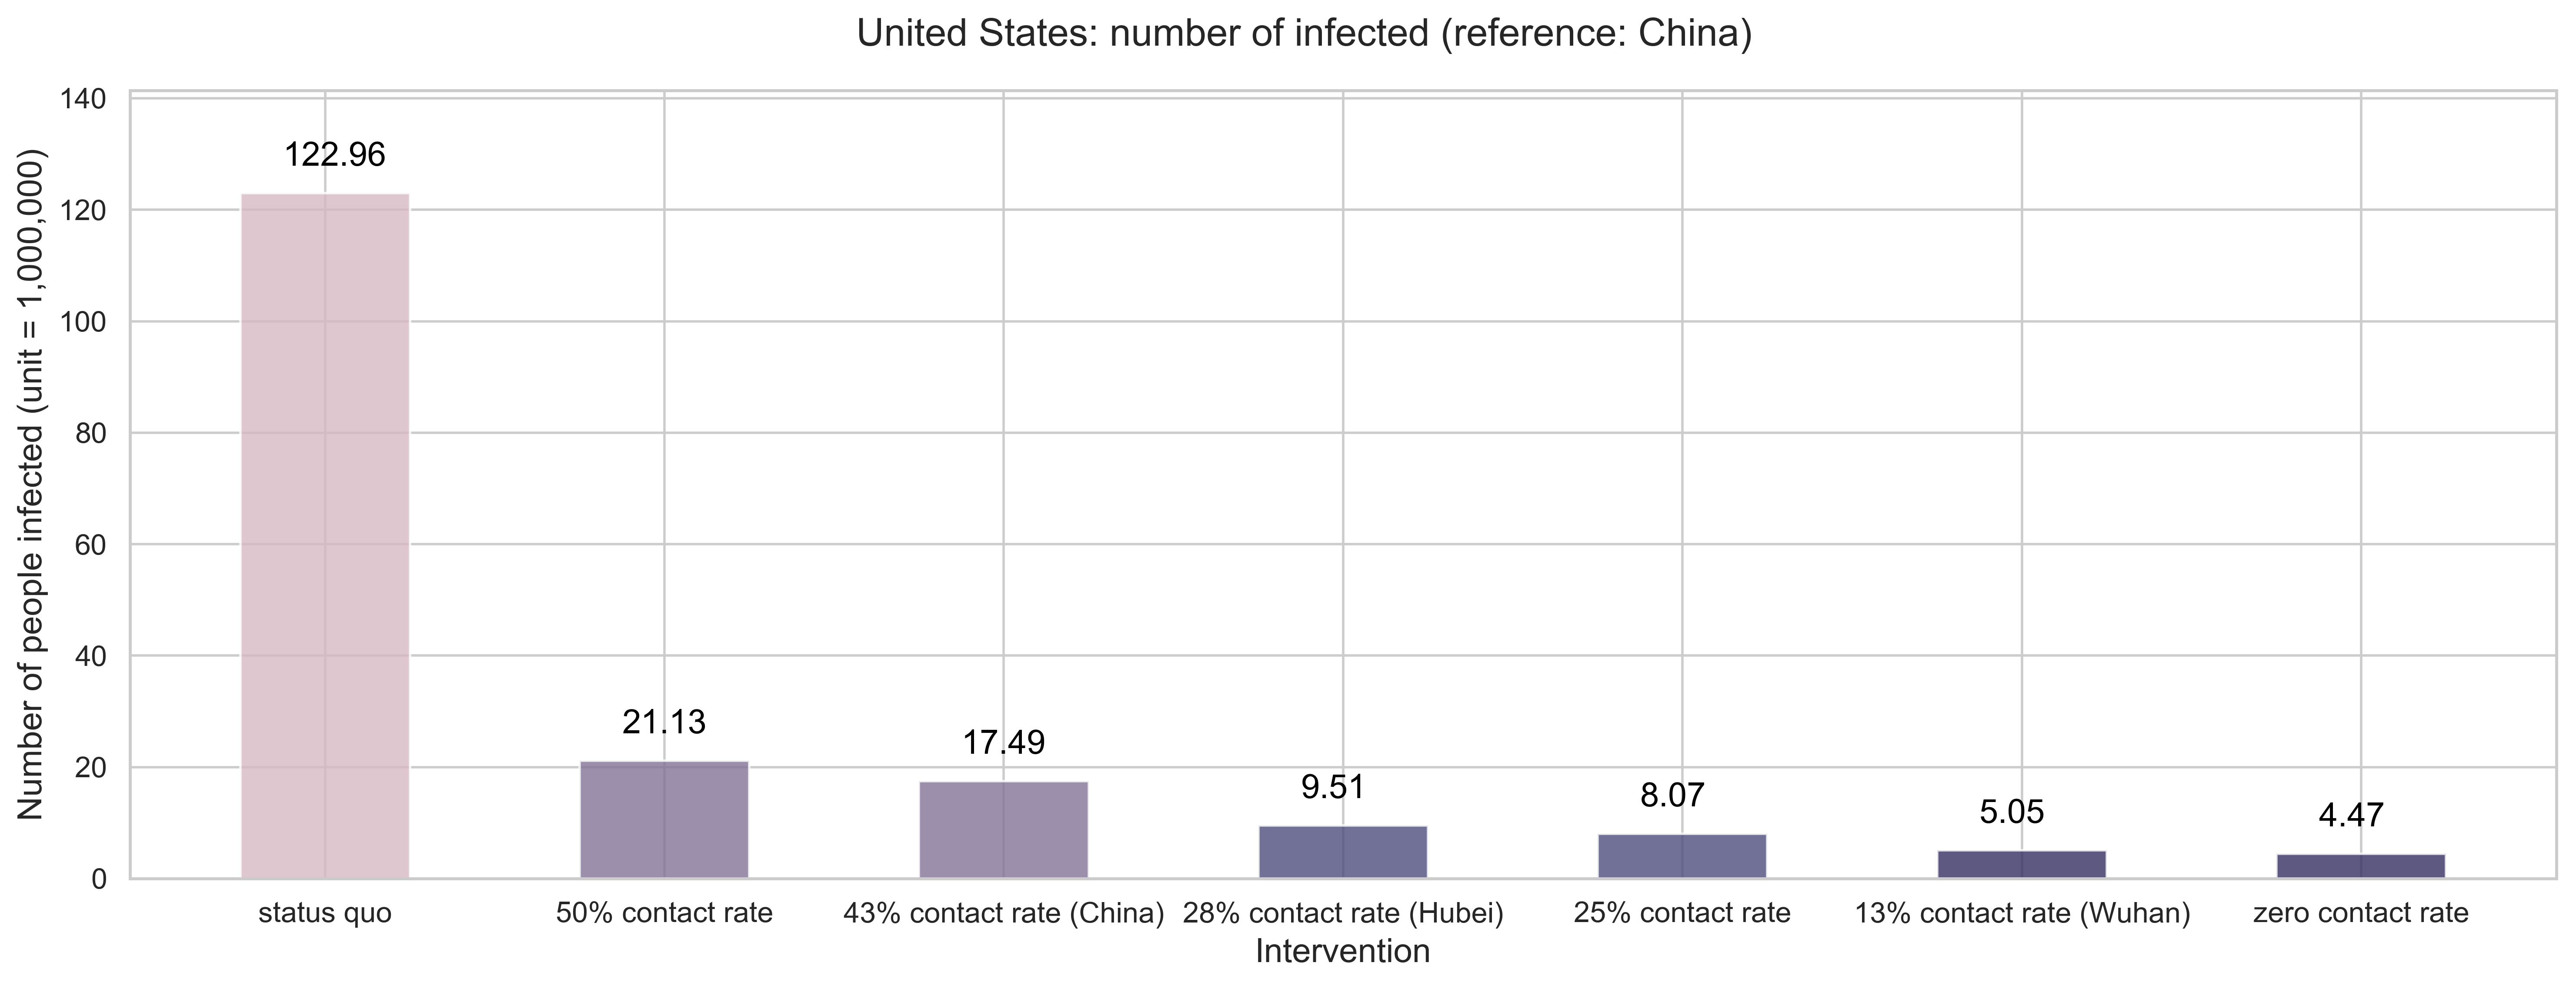 United States: number of infected (reference: China)
Number of people infected (unit = 1,000,000)
140
120
100
80
60
40
20
0
122.96
21.13
17.49
9.51
8.07
5.05
4.47
status quo
50% contact rate
43% contact rate (China)
28% contact rate (Hubei)
25% contact rate
13% contact rate (Wuhan)
zero contact rate
Intervention